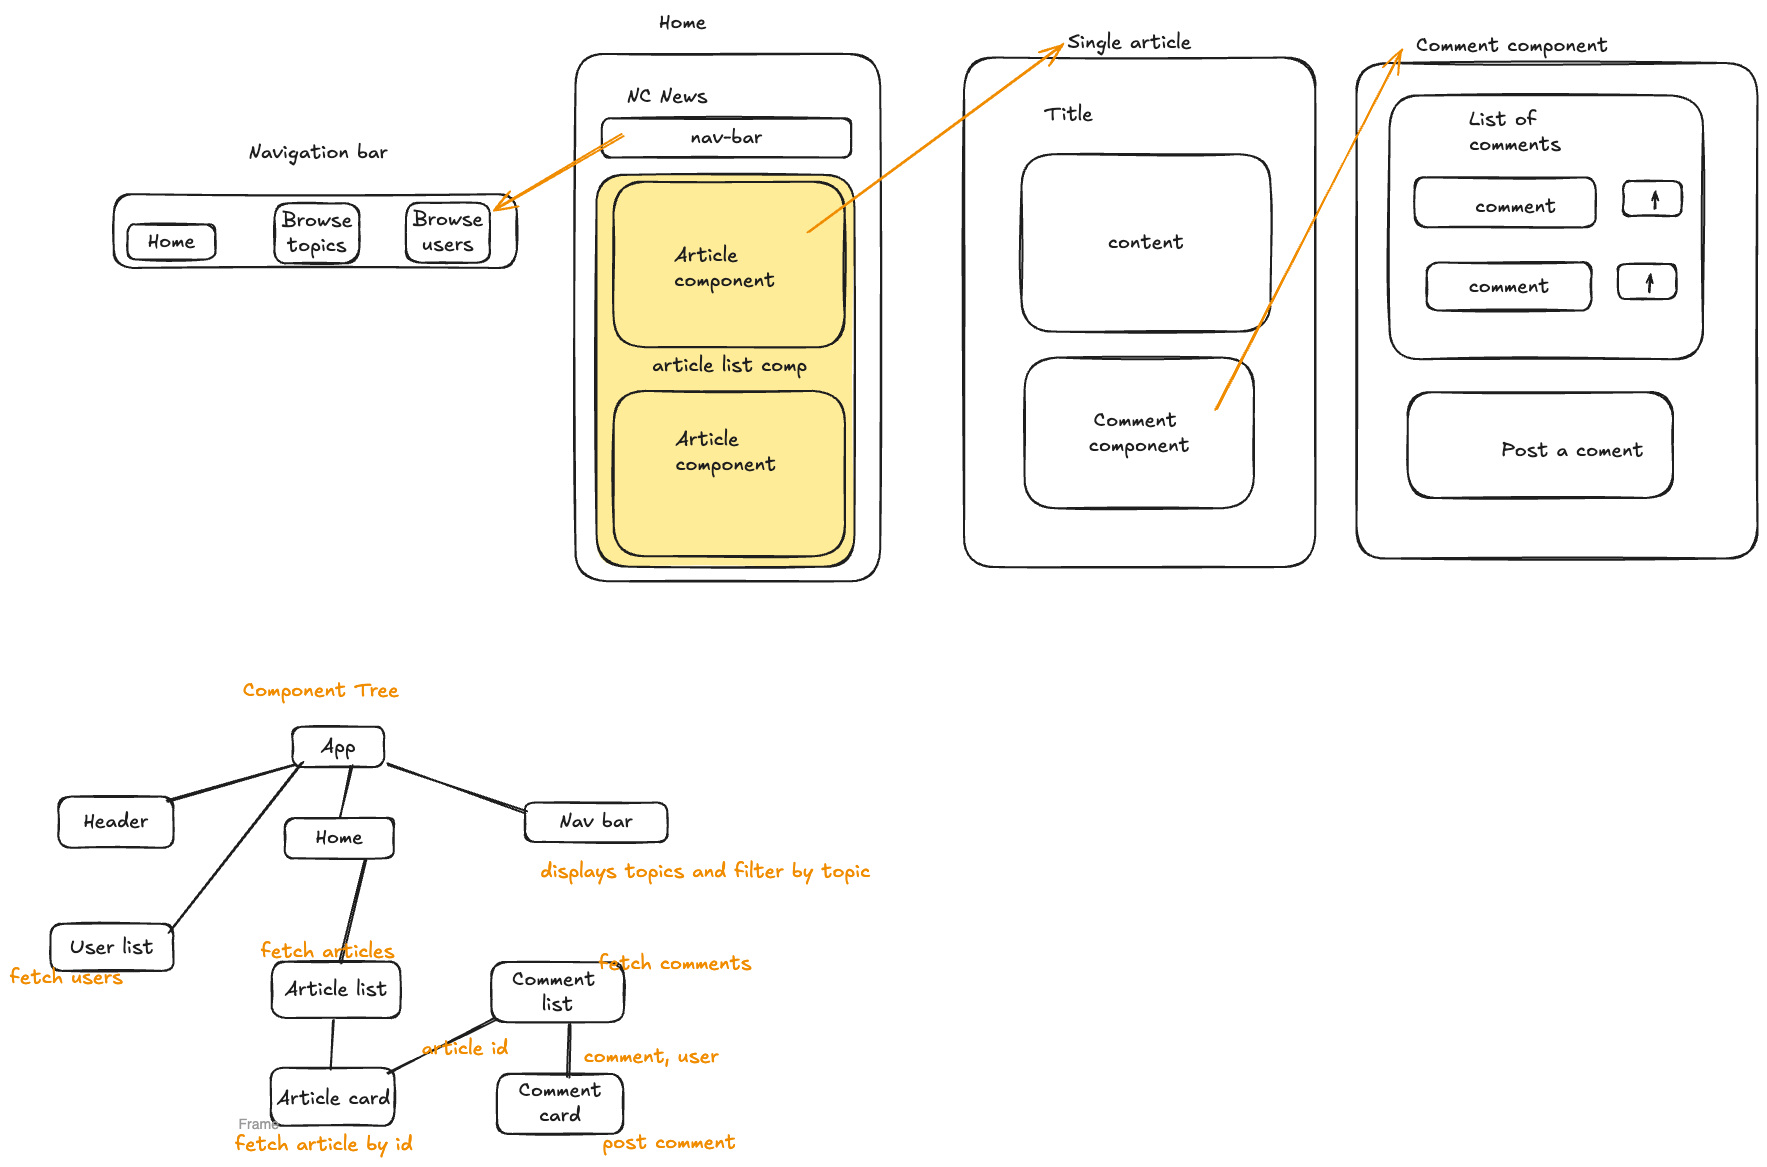 Home
NC News
nav-bar
Navigation bar
Home
Browse
topics
Browse
users
Article
component
article list comp
Article
component
Single article
Title
content
Comment
component
Comment component
List of
comments
comment
↑
comment
↑
Post a coment
Component Tree
App
Header
Home
Nav bar
displays topics and filter by topic
User list
fetch users
fetch articles
Article list
fetch comments
Comment
list
article id
comment, user
Article card
Frame
fetch article by id
Comment
card
post comment